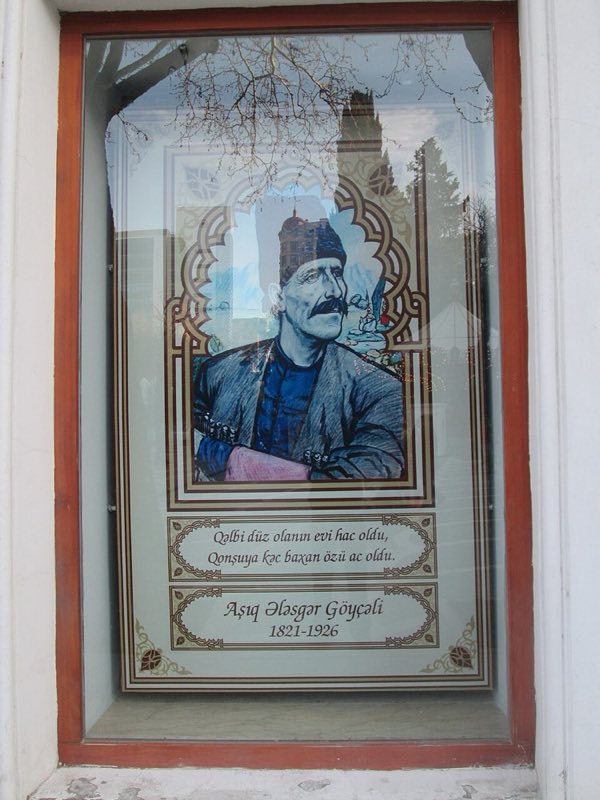 Qəlbi düz olanın evi hac oldu,
Qonşuya kəc baxan özü ac oldu.
Aşıq Ələsgər Göyçəli
1821-1926